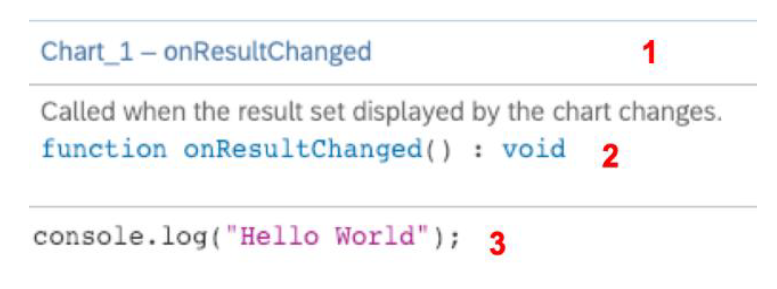 Chart_1 – onResultChanged 1
Called when the result set displayed by the chart changes.
function onResultChanged() : void 2
console.log("Hello World"); 3